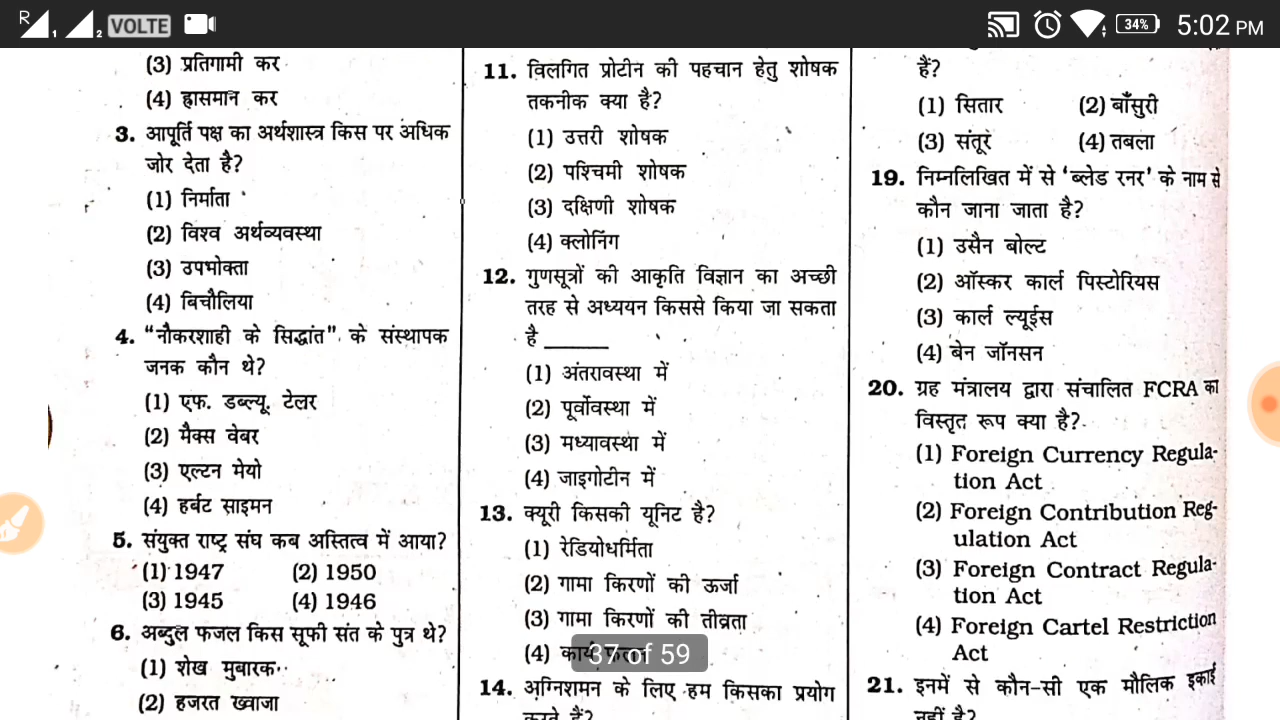 R 1 2 VOLTE 34% 5:02 PM
(3) प्रतिगामी कर
(4) ह्रासमान कर
3. आपूर्ति पक्ष का अर्थशास्त्र किस पर अधिक
जोर देता है?
(1) निर्माता
(2) विश्व अर्थव्यवस्था
(3) उपभोक्ता
(4) बिचौलिया
4. “नौकरशाही के सिद्धांत” के संस्थापक
जनक कौन थे?
(1) एफ. डब्ल्यू. टेलर
(2) मैक्स वेबर
(3) एल्टन मेयो
(4) हर्बट साइमन
5. संयुक्त राष्ट्र संघ कब अस्तित्व में आया?
(1) 1947 (2) 1950
(3) 1945 (4) 1946
6. अब्दुल फजल किस सूफी संत के पुत्र थे?
(1) शेख मुबारक
(2) हजरत ख्वाजा
11. विलगित प्रोटीन की पहचान हेतु शोषक
तकनीक क्या है?
(1) उत्तरी शोषक
(2) पश्चिमी शोषक
(3) दक्षिणी शोषक
(4) क्लोनिंग
12. गुणसूत्रों की आकृति विज्ञान का अच्छी
तरह से अध्ययन किससे किया जा सकता
है ______
(1) अंतरावस्था में
(2) पूर्वावस्था में
(3) मध्यावस्था में
(4) जाइगोटीन में
13. क्यूरी किसकी यूनिट है?
(1) रेडियोधर्मिता
(2) गामा किरणों की ऊर्जा
(3) गामा किरणों की तीव्रता
(4) कार्य
37 of 59
14. अग्निशमन के लिए हम किसका प्रयोग
करते हैं?
हैं?
(1) सितार (2) बाँसुरी
(3) संतूर (4) तबला
19. निम्नलिखित में से ‘ब्लेड रनर’ के नाम से
कौन जाना जाता है?
(1) उसैन बोल्ट
(2) ऑस्कर कार्ल पिस्टोरियस
(3) कार्ल ल्यूईस
(4) बेन जॉनसन
20. ग्रह मंत्रालय द्वारा संचालित FCRA का
विस्तृत रूप क्या है?
(1) Foreign Currency Regula-
tion Act
(2) Foreign Contribution Reg-
ulation Act
(3) Foreign Contract Regula-
tion Act
(4) Foreign Cartel Restriction
Act
21. इनमें से कौन-सी एक मौलिक इकाई
नहीं है?